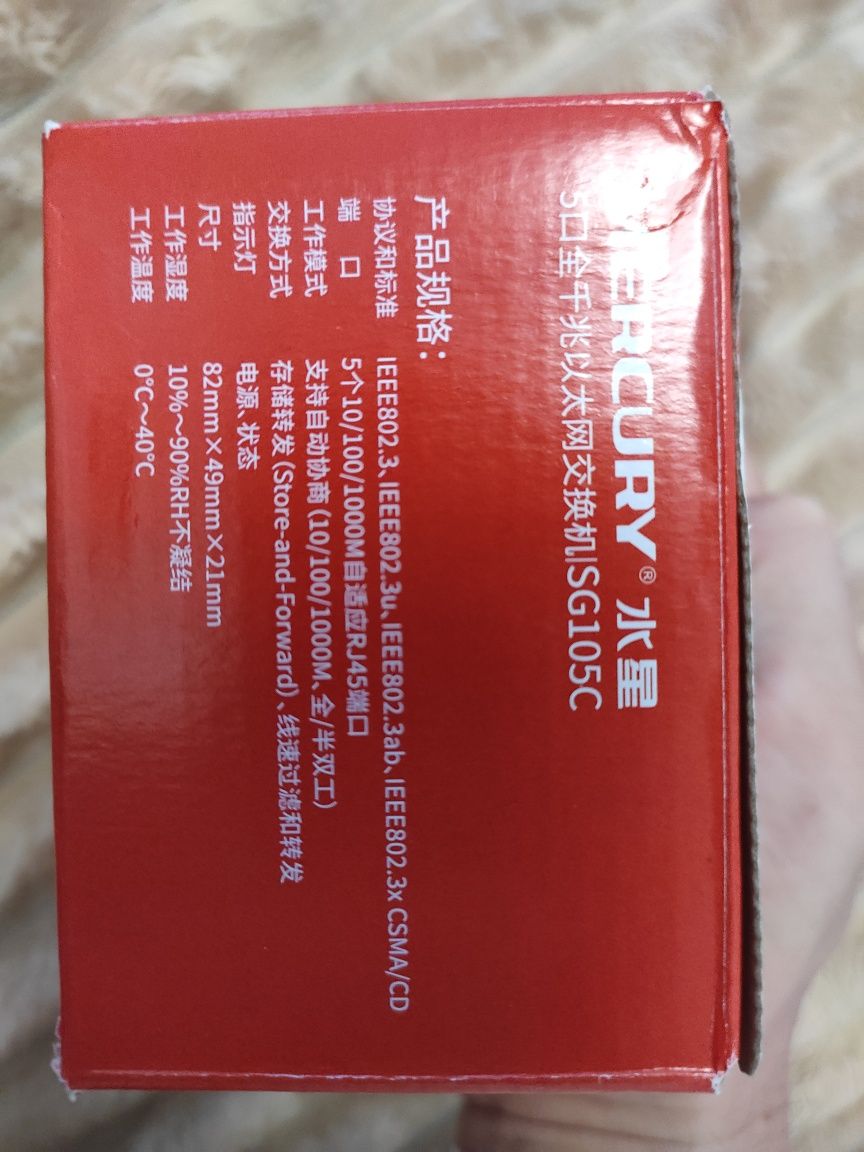 MERCURY® 水星
5口全千兆以太网交换机|SG105C
产品规格：
协议和标准 IEEE802.3、IEEE802.3u、IEEE802.3ab、IEEE802.3x CSMA/CD
端 口 5个10/100/1000M自适应RJ45端口
工作模式 支持自动协商(10/100/1000M、全/半双工)
交换方式 存储转发(Store-and-Forward)、线速过滤和转发
指示灯 电源、状态
尺寸 82mm×49mm×21mm
工作湿度 10%~90%RH不凝结
工作温度 0℃~40℃